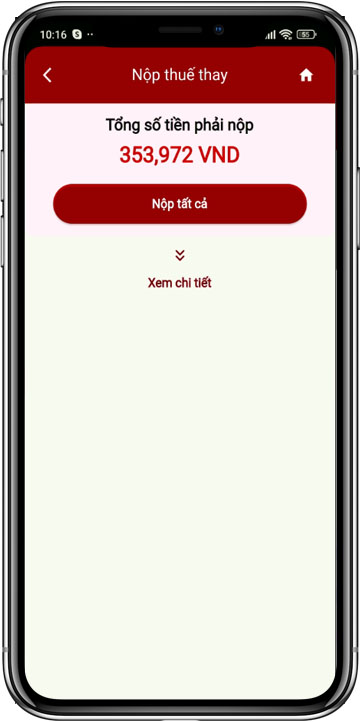 10:16
55
Nộp thuế thay
Tổng số tiền phải nộp
353,972 VND
Nộp tất cả
Xem chi tiết